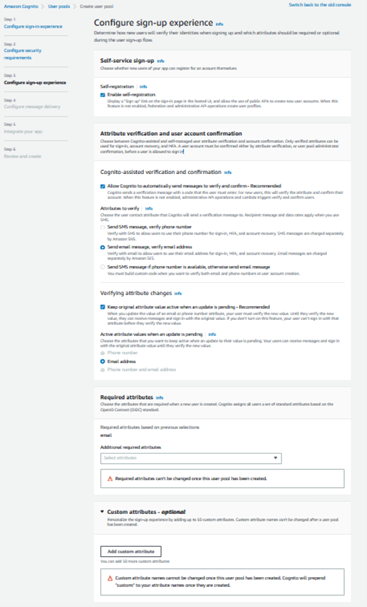 Amazon Cognito > User pools > Create user pool
Switch back to the old console
Step 1
Configure sign-in experience
Step 2
Configure security
requirements
Step 3
Configure sign-up experience
Step 4
Configure message delivery
Step 5
Integrate your app
Step 6
Review and create
Configure sign-up experience Info
Determine how new users will verify their identities when signing up and which attributes should be required or optional
during the user sign-up flow.
Self-service sign-up Info
Choose whether new users of your app can register for an account themselves.
Self-registration Info
Enable self-registration
Display a "Sign up" link on the sign-in page in the hosted UI, and allow the use of public APIs to create new user accounts. When this
feature is not enabled, federation and administrative API operations create user profiles.
Attribute verification and user account confirmation
Choose between Cognito-assisted and self-managed user attribute verification and account confirmation. Only verified attributes can be
used for sign-in, account recovery, and MFA. A user account must be confirmed either by attribute verification, or user pool administrator
confirmation, before a user is allowed to sign in
Cognito-assisted verification and confirmation Info
Allow Cognito to automatically send messages to verify and confirm - Recommended
Cognito sends a verification message with a code that the user must enter. For new users, this will verify the attribute and confirm their
account. When this feature is not enabled, administrative API operations and Lambda triggers verify and confirm users.
Attributes to verify Info
Choose the user contact attribute that Cognito will send a verification message to. Recipient message and data rates apply when you use
SMS.
Send SMS message, verify phone number
Verify with SMS to allow users to use their phone number for sign-in, MFA, and account recovery. SMS messages are charged separately
by Amazon SNS.
Send email message, verify email address
Verify with email to allow users to use their email address for sign-in, MFA, and account recovery. Email messages are charged
separately by Amazon SES.
Send SMS message if phone number is available, otherwise send email message
You must build custom code when you want to verify both email and phone numbers at user account creation.
Verifying attribute changes Info
Keep original attribute value active when an update is pending - Recommended
When you update the value of an email or phone number attribute, your user must verify the new value. Until they verify the new
value, they can receive messages and sign in with the original value. If you don't turn on this feature, your user can't sign in with that
attribute before they verify the new value.
Active attribute values when an update is pending Info
Choose the attributes that you want to keep active when an update to their value is pending. Your users can receive messages and sign in
with the original attribute value until they verify the new value.
Phone number
Email address
Phone number and email address
Required attributes Info
Choose the attributes that are required when a new user is created. Cognito assigns all users a set of standard attributes based on the
OpenID Connect (OIDC) standard.
Required attributes based on previous selections
email
Additional required attributes
Select attributes
Required attributes can't be changed once this user pool has been created.
Custom attributes - optional
Personalize the sign-up experience by adding up to 50 custom attributes. Custom attribute names can't be changed after a user pool
has been created.
Add custom attribute
You can add 50 more custom attributes.
Custom attribute names cannot be changed once this user pool has been created. Cognito will prepend
"custom:" to your attribute names once they are created.